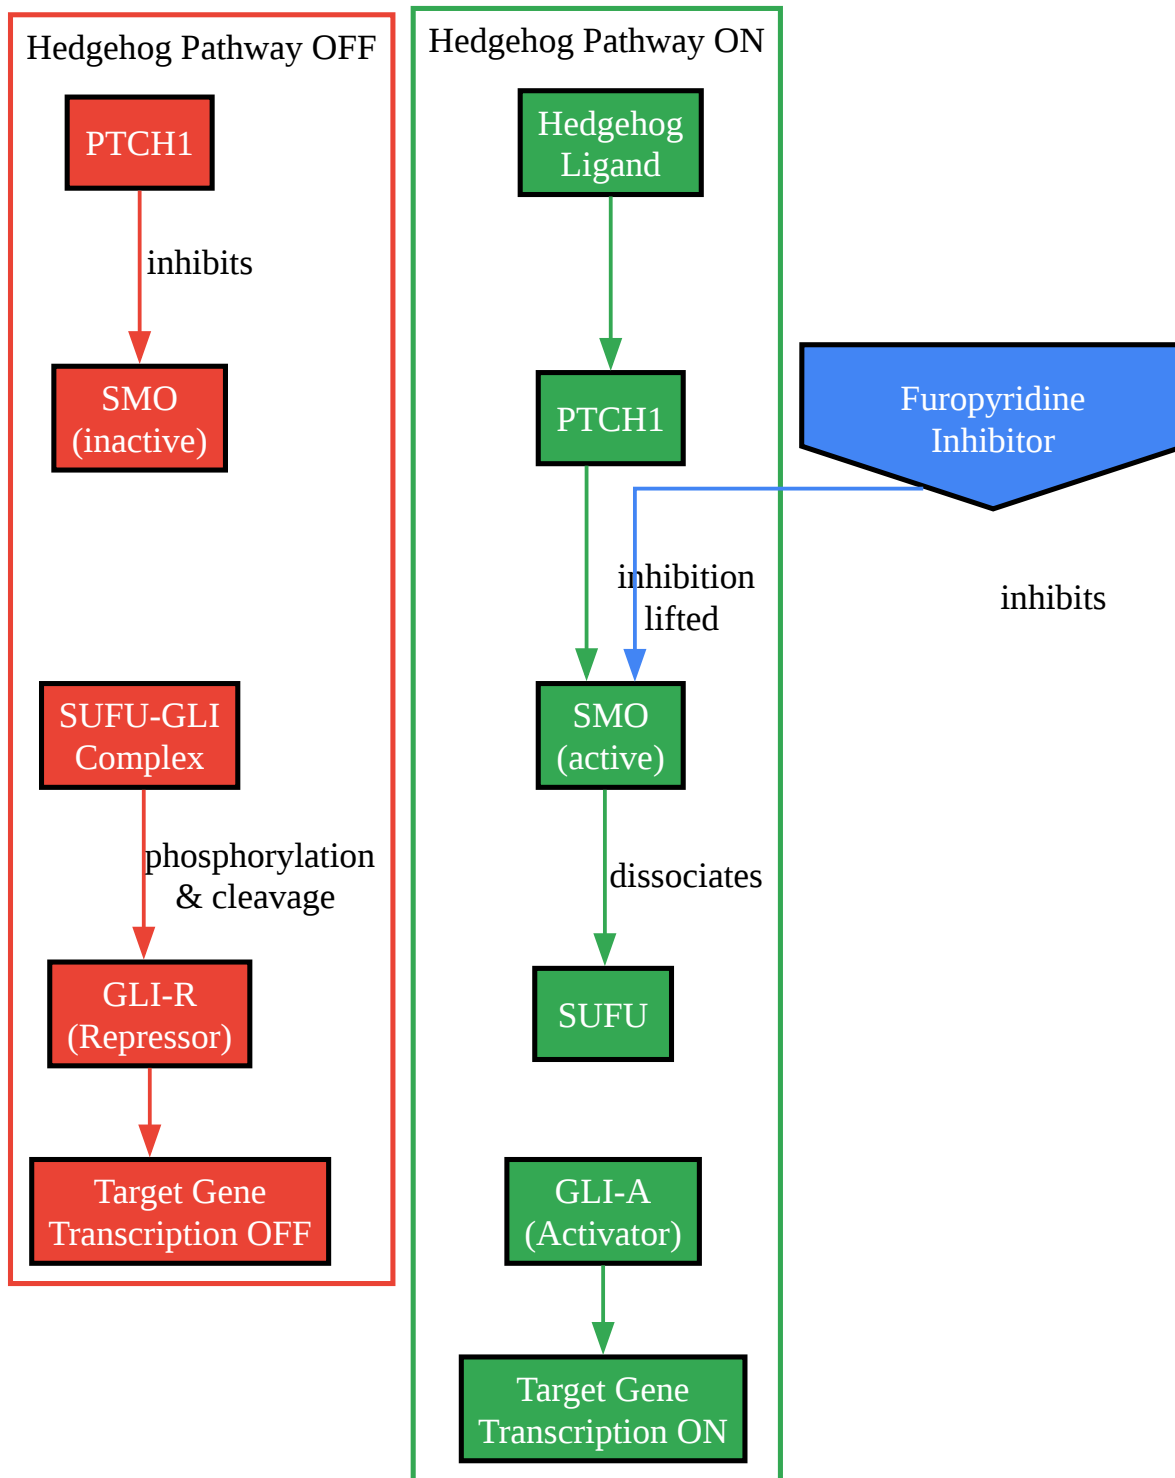 Hedgehog Pathway OFF
PTCH1
inhibits
SMO
(inactive)
SUFU-GLI
Complex
phosphorylation
& cleavage
GLI-R
(Repressor)
Target Gene
Transcription OFF
Hedgehog Pathway ON
Hedgehog
Ligand
PTCH1
inhibition
lifted
SMO
(active)
dissociates
SUFU
GLI-A
(Activator)
Target Gene
Transcription ON
Furopyridine
Inhibitor
inhibits